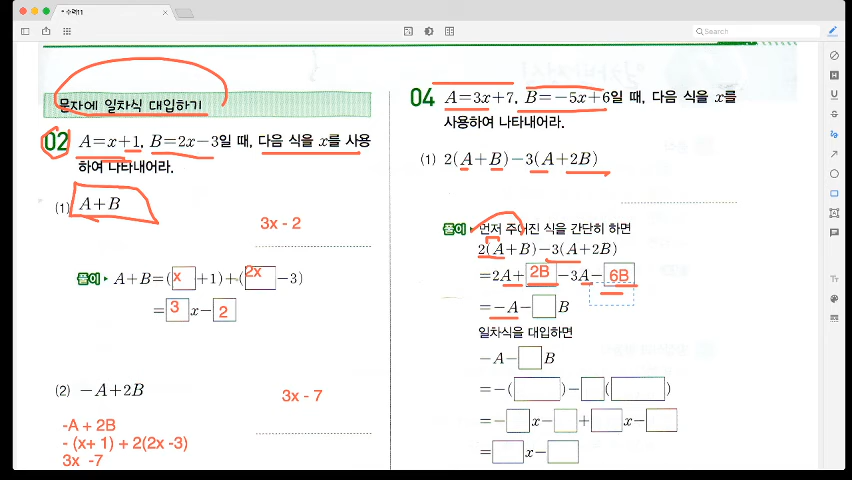 수력11
Search
문자에 일차식 대입하기
02 A=x+1, B=2x−3일 때, 다음 식을 x를 사용
하여 나타내어라.
(1) A+B
3x - 2
풀이 ▸ A+B=(x+1)+(2x−3)
=3x−2
(2) −A+2B
3x - 7
-A + 2B
- (x+ 1) + 2(2x -3)
3x -7
04 A=3x+7, B=−5x+6일 때, 다음 식을 x를
사용하여 나타내어라.
(1) 2(A+B)−3(A+2B)
풀이 ▸ 먼저 주어진 식을 간단히 하면
2(A+B)−3(A+2B)
=2A+2B−3A−6B
=−A−□B
일차식을 대입하면
−A−□B
=−(□)−□(□)
=−□x−□+□x−□
=□x−□